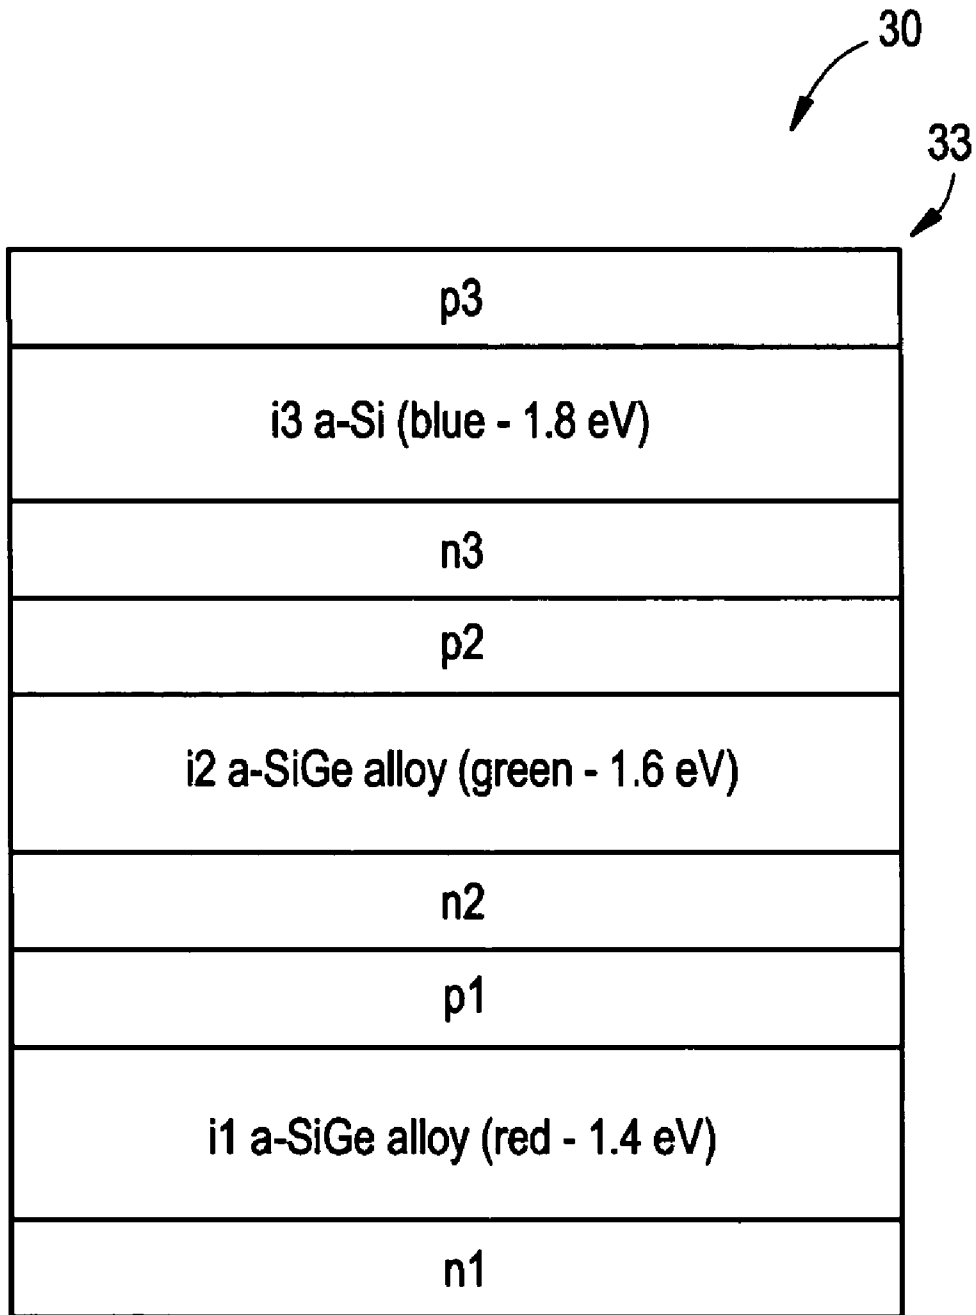 30
33
p3
i3 a-Si (blue - 1.8 eV)
n3
p2
i2 a-SiGe alloy (green - 1.6 eV)
n2
p1
i1 a-SiGe alloy (red - 1.4 eV)
n1